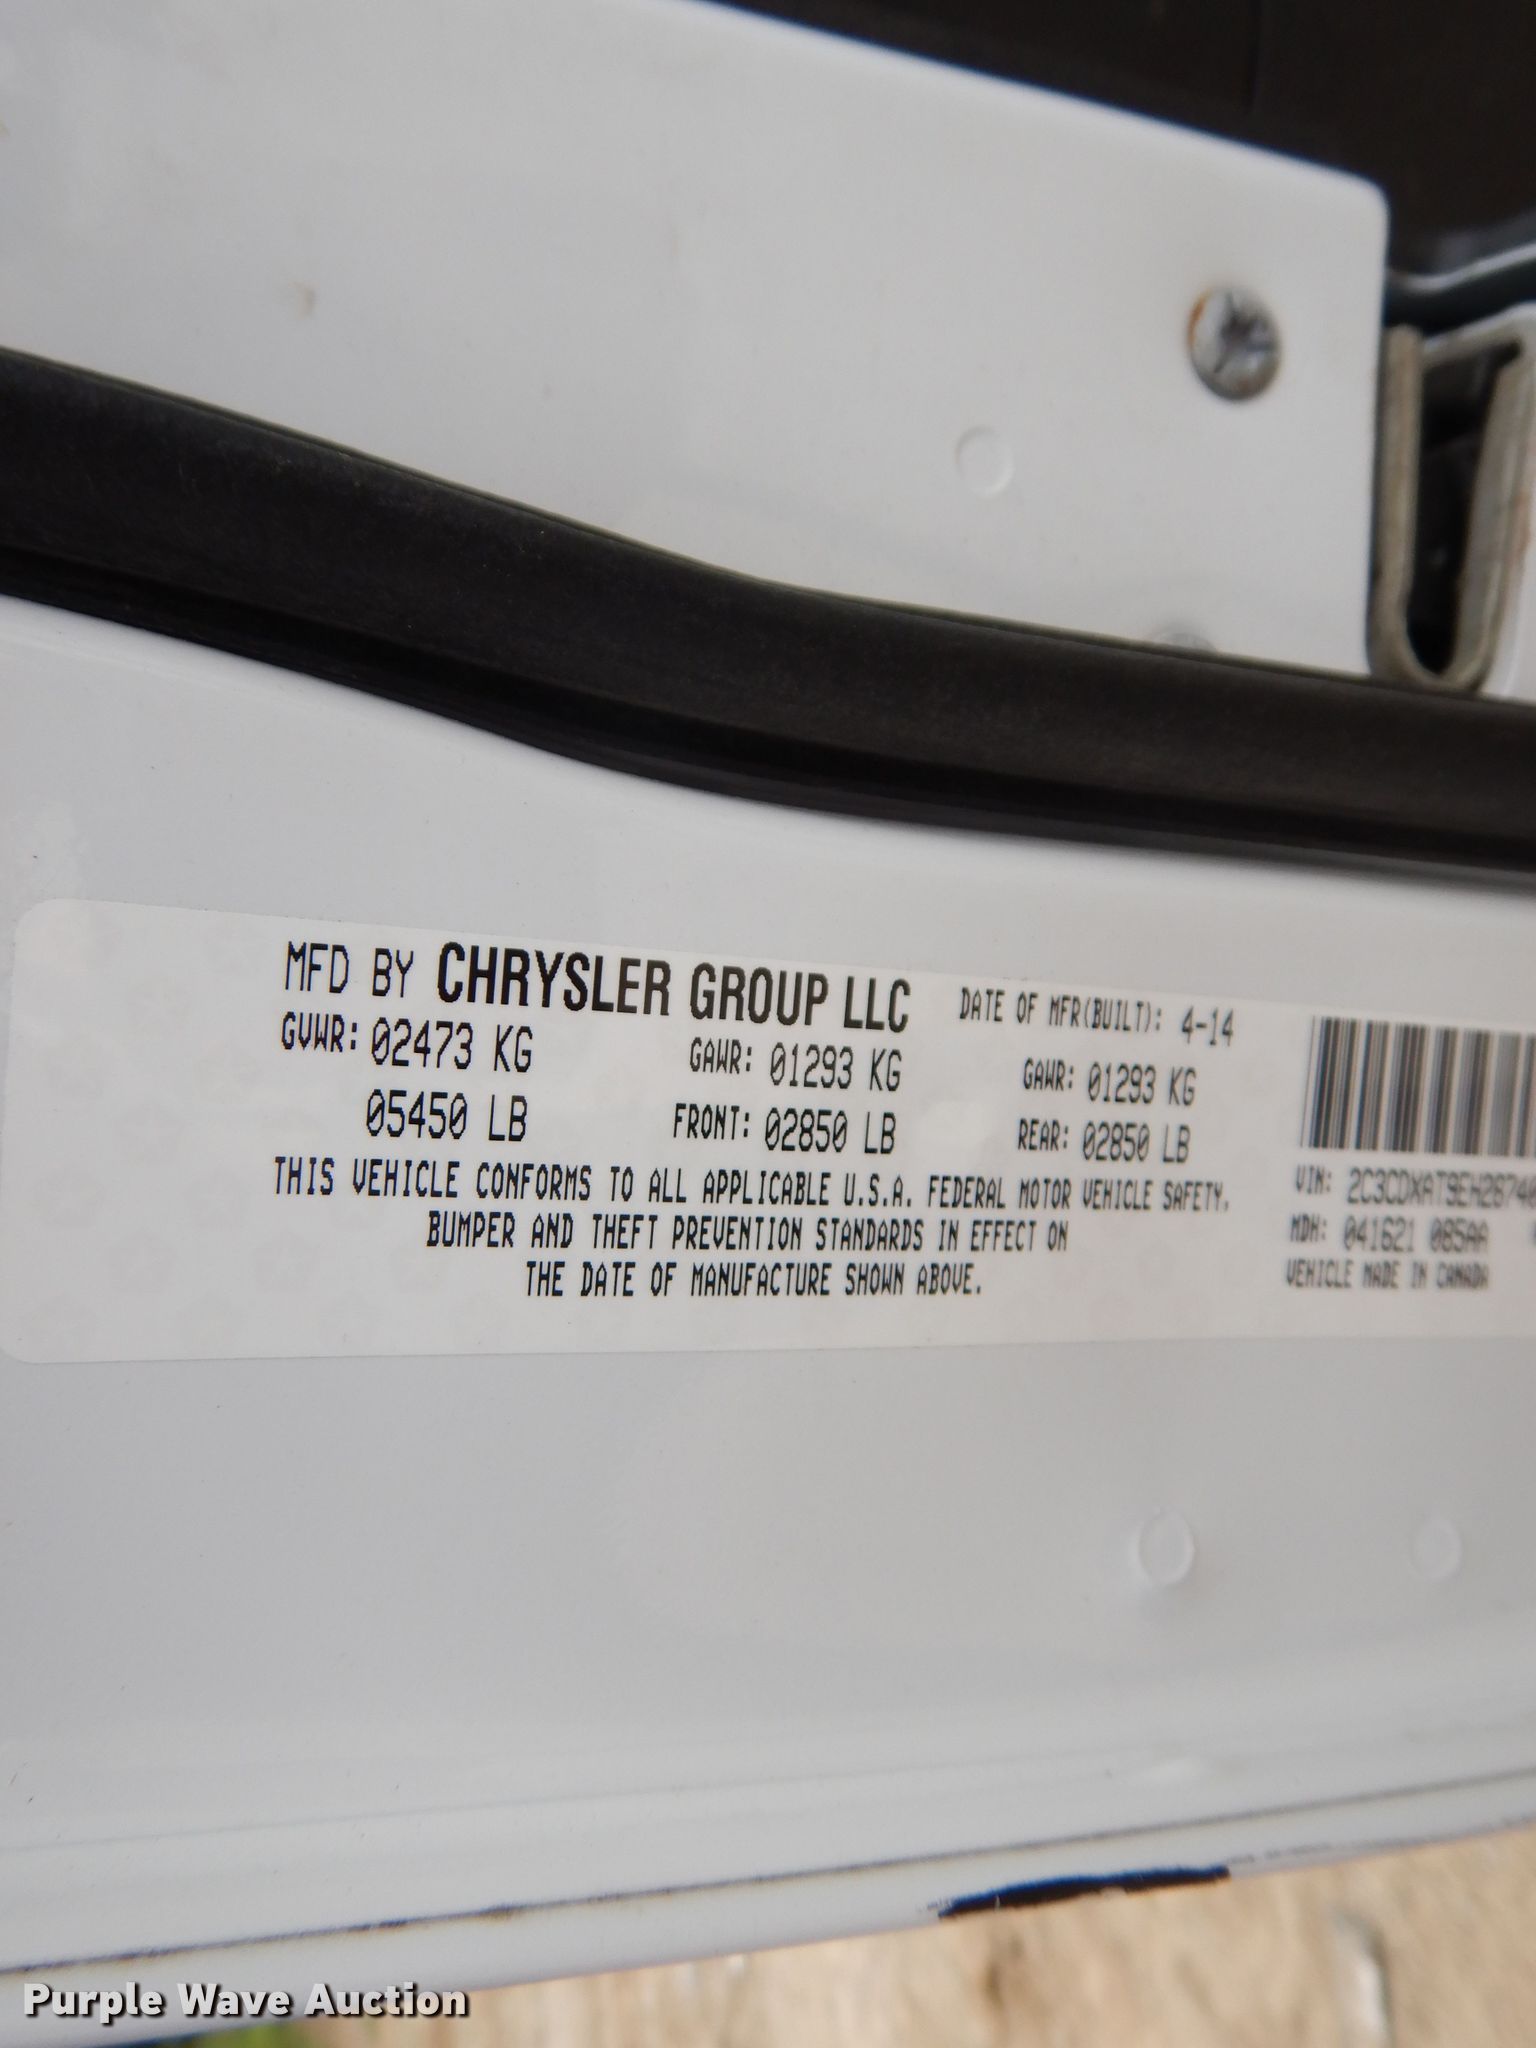 MFD BY CHRYSLER GROUP LLC DATE OF MFR(BUILT): 4-14
GVWR: 02473 KG GAWR: 01293 KG GAWR: 01293 KG
05450 LB FRONT: 02850 LB REAR: 02850 LB
THIS VEHICLE CONFORMS TO ALL APPLICABLE U.S.A. FEDERAL MOTOR VEHICLE SAFETY,
BUMPER AND THEFT PREVENTION STANDARDS IN EFFECT ON
THE DATE OF MANUFACTURE SHOWN ABOVE.
VIN: 2C3CDXAT9EH26740
MDH: 041621 085AA
VEHICLE MADE IN CANADA
Purple Wave Auction